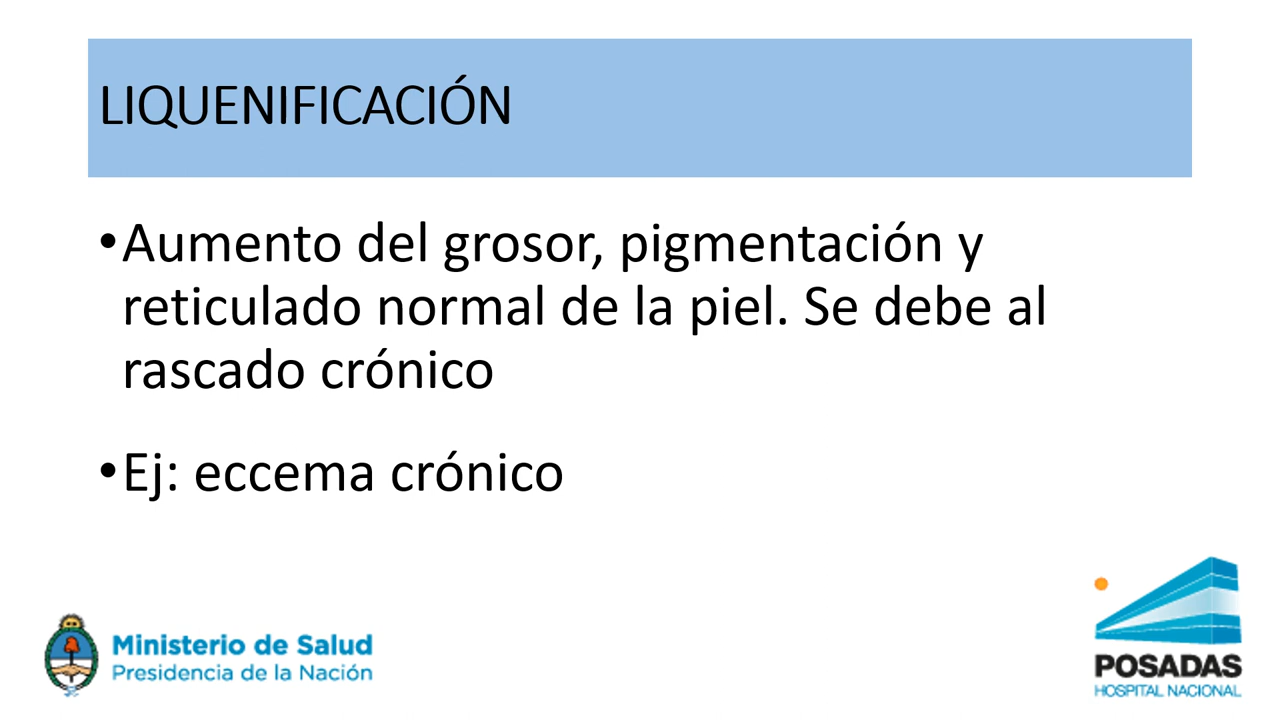 LIQUENIFICACIÓN
•Aumento del grosor, pigmentación y
reticulado normal de la piel. Se debe al
rascado crónico
•Ej: eccema crónico
Ministerio de Salud
Presidencia de la Nación
POSADAS
HOSPITAL NACIONAL